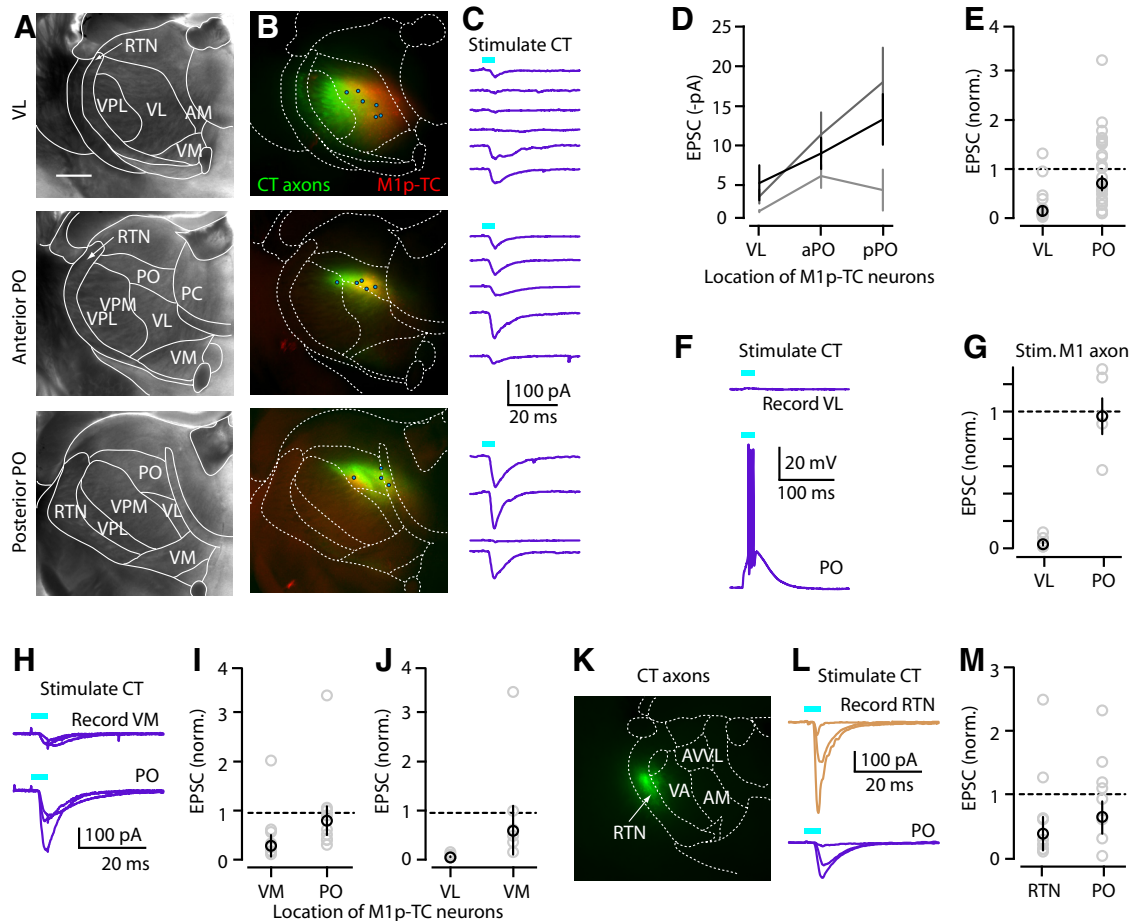 A
B
C
D
E
VL
RTN
VPL
VL
AM
VM
CT axons
M1p-TC
Stimulate CT
EPSC (-pA)
25
20
15
10
5
0
VL
aPO
pPO
Location of M1p-TC neurons
EPSC (norm.)
4
3
2
1
0
VL
PO
Anterior PO
RTN
PO
PC
VPM
VPL
VL
VM
100 pA
20 ms
Posterior PO
PO
RTN
VPM
VPL
VL
VM
F
Stimulate CT
Record VL
20 mV
100 ms
PO
G
Stim. M1 axon
EPSC (norm.)
1
0
VL
PO
H
Stimulate CT
Record VM
PO
100 pA
20 ms
I
EPSC (norm.)
4
3
2
1
0
VM
PO
J
EPSC (norm.)
4
3
2
1
0
VL
VM
Location of M1p-TC neurons
K
CT axons
AVVL
VA
AM
RTN
L
Stimulate CT
Record RTN
100 pA
20 ms
PO
M
EPSC (norm.)
3
2
1
0
RTN
PO